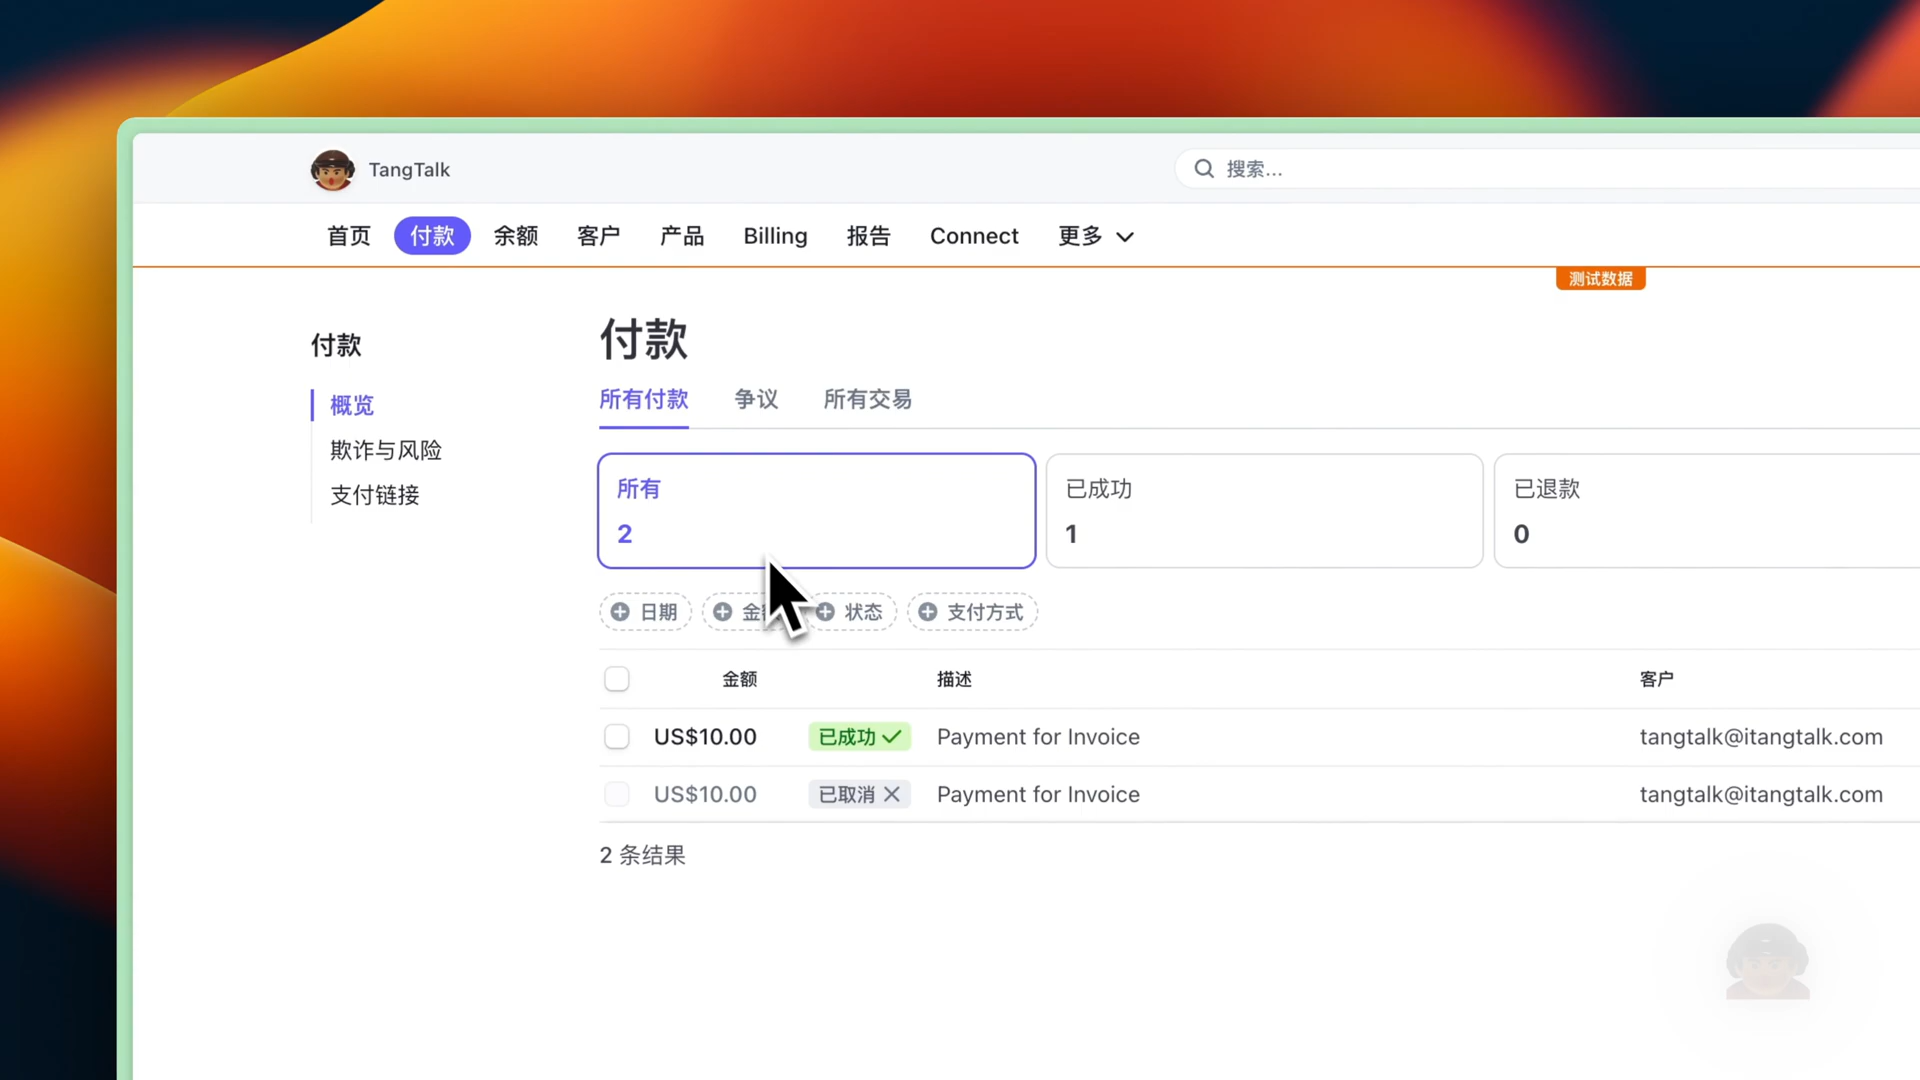 TangTalk
搜索...
首页 付款 余额 客户 产品 Billing 报告 Connect 更多
测试数据
付款
概览
欺诈与风险
支付链接
付款
所有付款 争议 所有交易
所有
2
已成功
1
已退款
0
日期 金 状态 支付方式
金额 描述 客户
US$10.00 已成功 Payment for Invoice tangtalk@itangtalk.com
US$10.00 已取消 Payment for Invoice tangtalk@itangtalk.com
2 条结果